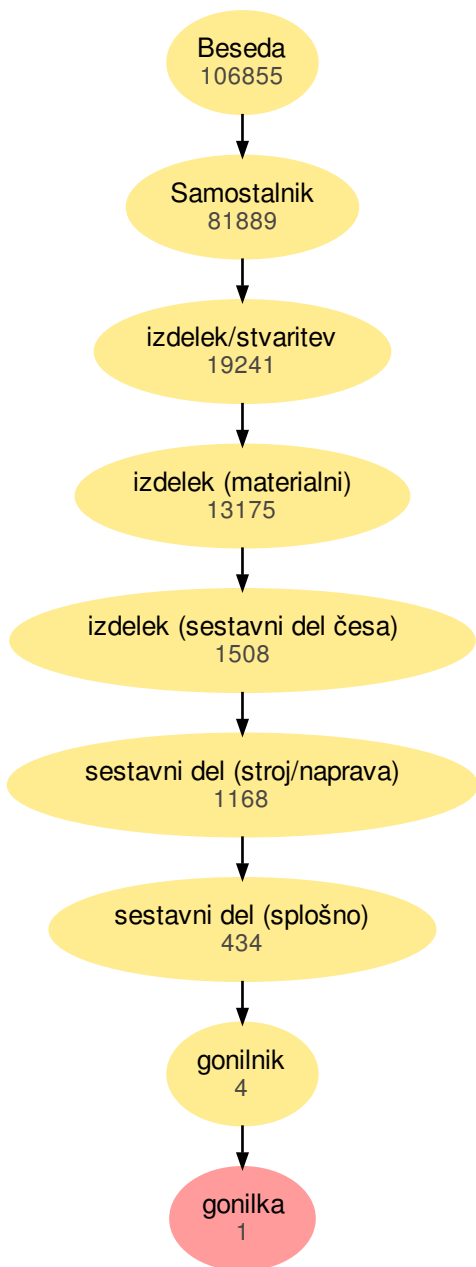 Beseda
106855
Samostalnik
81889
izdelek/stvaritev
19241
izdelek (materialni)
13175
izdelek (sestavni del česa)
1508
sestavni del (stroj/naprava)
1168
sestavni del (splošno)
434
gonilnik
4
gonilka
1